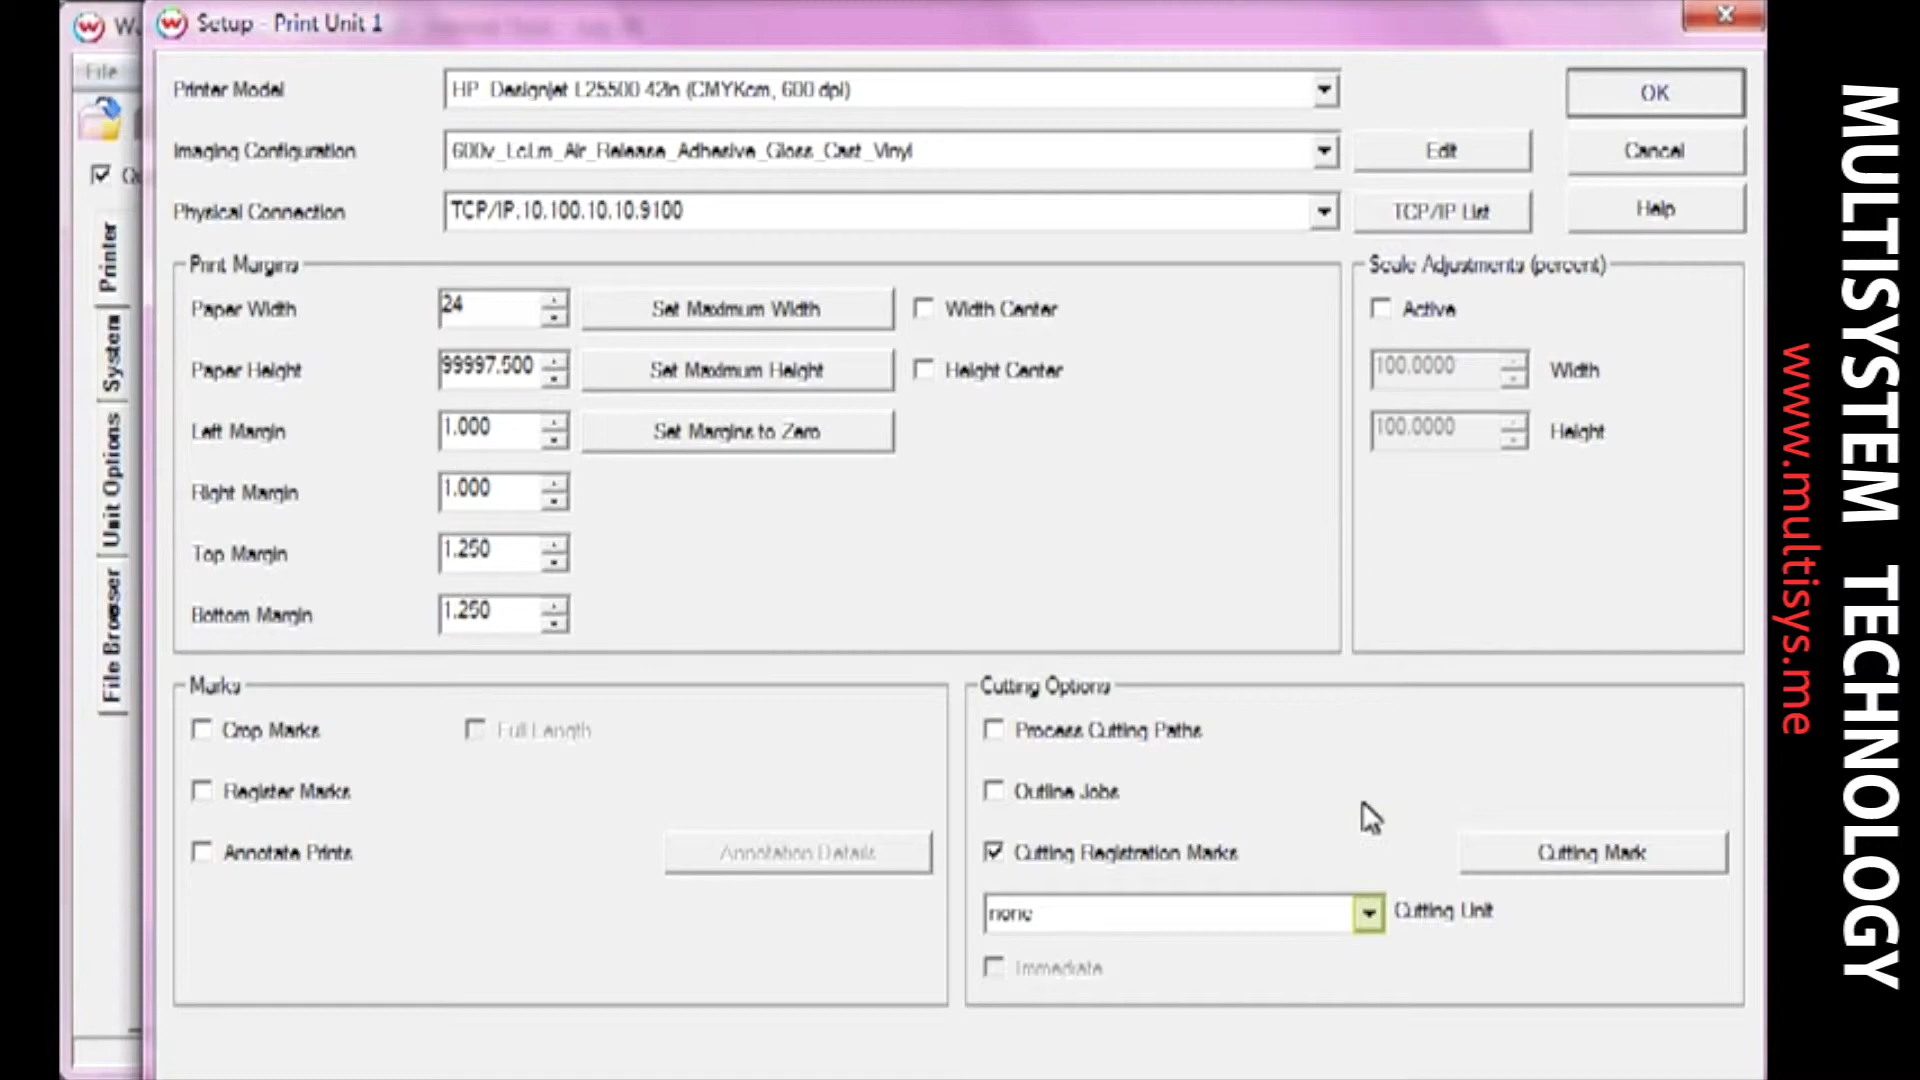 Setup - Print Unit 1
File
Printer Model
HP Designjet L25500 42in (CMYKcm, 600 dpi)
OK
Imaging Configuration
600v_LcLm_Air_Release_Adhesive_Gloss_Cast_Vinyl
Edit
Cancel
Physical Connection
TCP/IP.10.100.10.10.9100
TCP/IP List
Help
Print Margins
Paper Width
24
Set Maximum Width
Width Center
Paper Height
99997.500
Set Maximum Height
Height Center
Left Margin
1.000
Set Margins to Zero
Right Margin
1.000
Top Margin
1.250
Bottom Margin
1.250
Scale Adjustments (percent)
Active
100.0000
Width
100.0000
Height
Marks
Crop Marks
Full Length
Register Marks
Annotate Prints
Annotation Details
Cutting Options
Process Cutting Paths
Outline Jobs
Cutting Registration Marks
Cutting Mark
none
Cutting Unit
Immediate
Printer
System
Unit Options
File Browser
MULTISYSTEM TECHNOLOGY
www.multisys.me